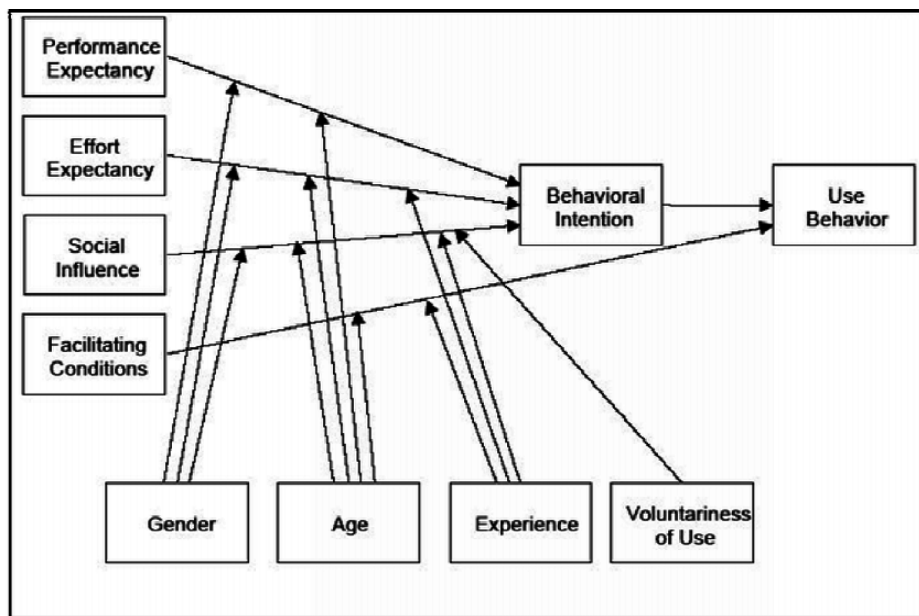 Performance
Expectancy
Effort
Expectancy
Social
Influence
Facilitating
Conditions
Behavioral
Intention
Use
Behavior
Gender
Age
Experience
Voluntariness
of Use